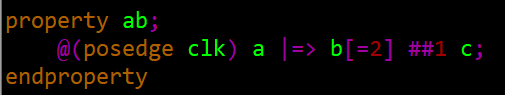 property ab;
    @(posedge clk) a |=> b[=2] ##1 c;
endproperty